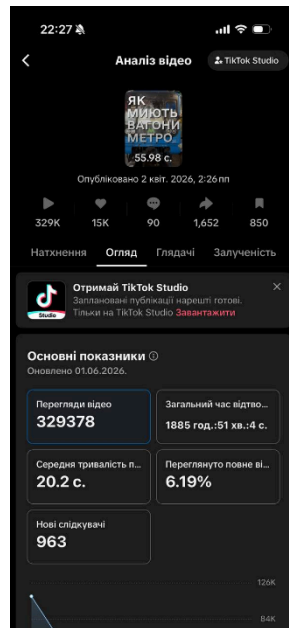 22:27
Аналіз відео
TikTok Studio
ЯК
МИЮТЬ
ВАГОНИ
МЕТРО
55.98 с.
Опубліковано 2 квіт. 2026, 2:26 пп
329K 15K 90 1,652 850
Натхнення Огляд Глядачі Залученість
Отримай TikTok Studio
Заплановані публікації нарешті готові.
Тільки на TikTok Studio Завантажити
Studio
Основні показники
Оновлено 01.06.2026.
Перегляди відео
329378
Загальний час відтво...
1885 год.:51 хв.:4 с.
Середня тривалість п...
20.2 с.
Переглянуто повне ві...
6.19%
Нові слідкувачі
963
126K
84K